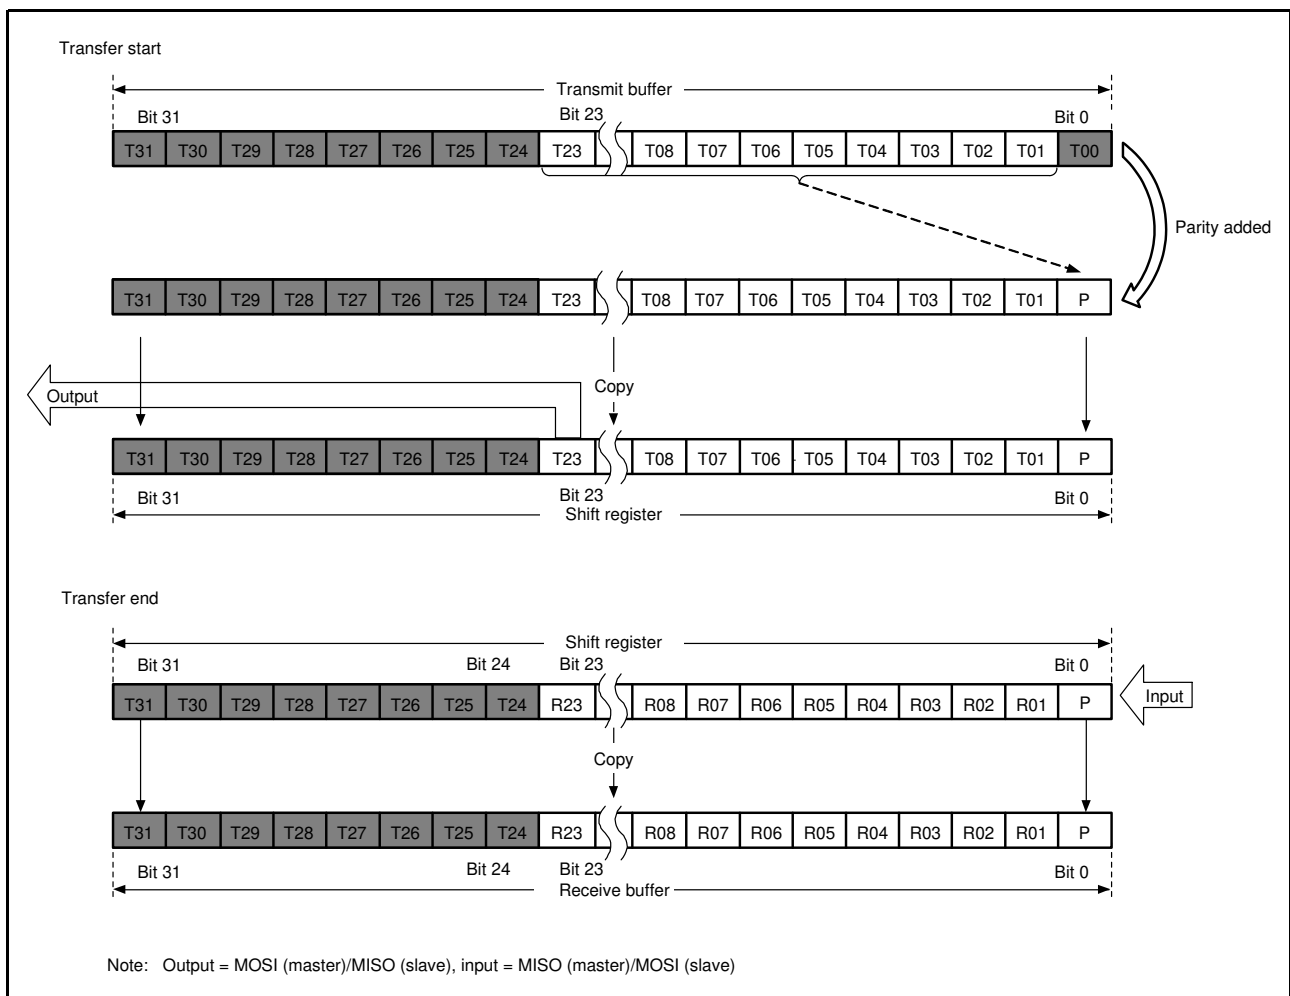 Transfer start
Transmit buffer
Bit 31 Bit 23 Bit 0
T31 T30 T29 T28 T27 T26 T25 T24 T23 T08 T07 T06 T05 T04 T03 T02 T01 T00
Parity added
T31 T30 T29 T28 T27 T26 T25 T24 T23 T08 T07 T06 T05 T04 T03 T02 T01 P
Copy
Output
T31 T30 T29 T28 T27 T26 T25 T24 T23 T08 T07 T06 T05 T04 T03 T02 T01 P
Bit 31 Bit 23 Bit 0
Shift register
Transfer end
Shift register
Bit 31 Bit 24 Bit 23 Bit 0
T31 T30 T29 T28 T27 T26 T25 T24 R23 R08 R07 R06 R05 R04 R03 R02 R01 P
Input
Copy
T31 T30 T29 T28 T27 T26 T25 T24 R23 R08 R07 R06 R05 R04 R03 R02 R01 P
Bit 31 Bit 24 Bit 23 Bit 0
Receive buffer
Note: Output = MOSI (master)/MISO (slave), input = MISO (master)/MOSI (slave)